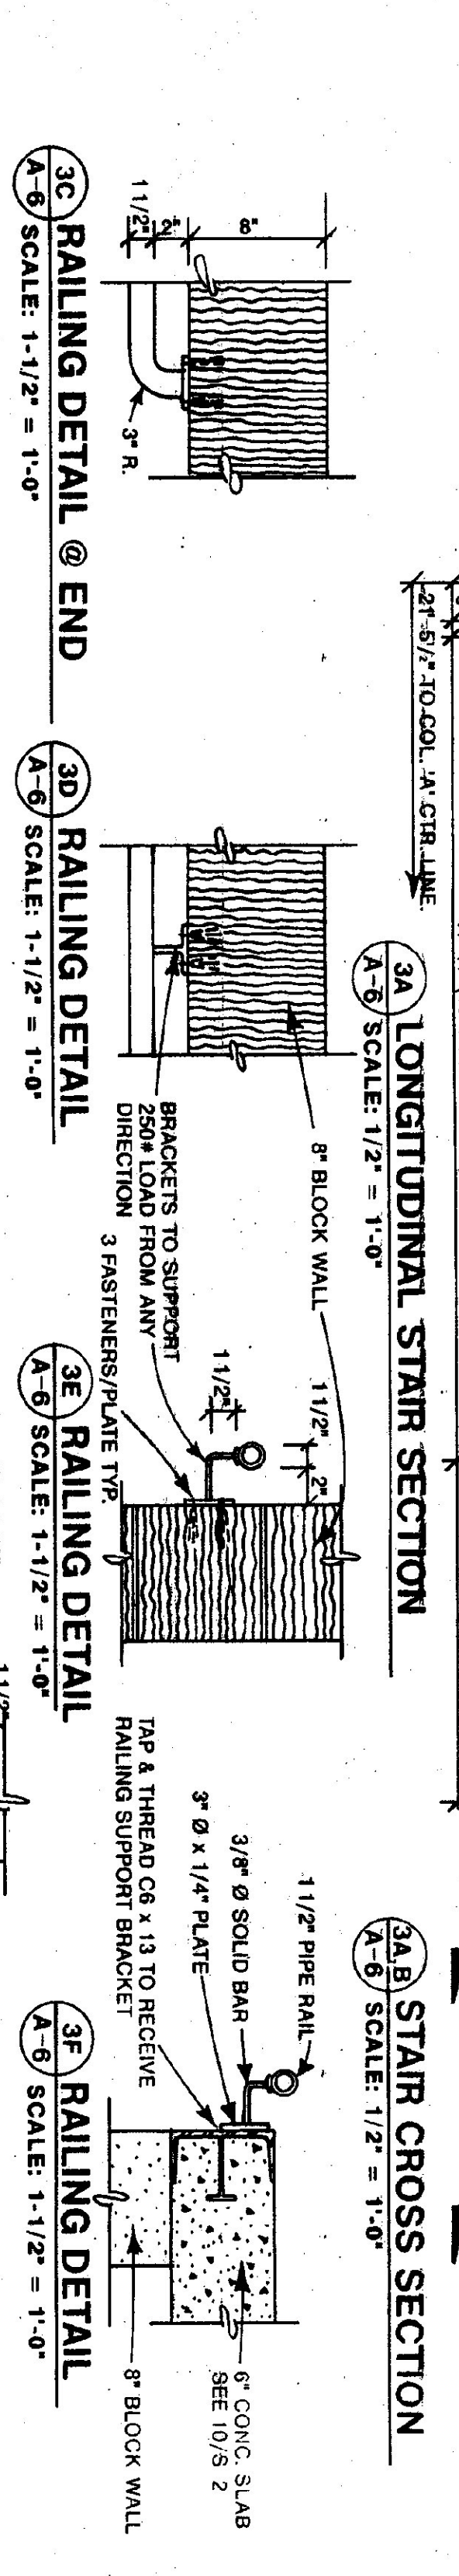 21'-5 1/2" TO COL. 'A' CTR. LINE.
3A
A-6
LONGITUDINAL STAIR SECTION
SCALE: 1/2" = 1'-0"
3A,B
A-6
STAIR CROSS SECTION
SCALE: 1/2" = 1'-0"
8"
2"
1 1/2"
3" R.
3C
A-6
RAILING DETAIL @ END
SCALE: 1-1/2" = 1'-0"
8" BLOCK WALL
BRACKETS TO SUPPORT
250# LOAD FROM ANY
DIRECTION
3 FASTENERS/PLATE TYP.
3D
A-6
RAILING DETAIL
SCALE: 1-1/2" = 1'-0"
1 1/2"
2"
1 1/2"
3E
A-6
RAILING DETAIL
SCALE: 1-1/2" = 1'-0"
1 1/2" PIPE RAIL
3/8" Ø SOLID BAR
3" Ø x 1/4" PLATE
TAP & THREAD C6 x 13 TO RECEIVE
RAILING SUPPORT BRACKET
6" CONC. SLAB
SEE 10/S 2
8" BLOCK WALL
3F
A-6
RAILING DETAIL
SCALE: 1-1/2" = 1'-0"
1 1/2"